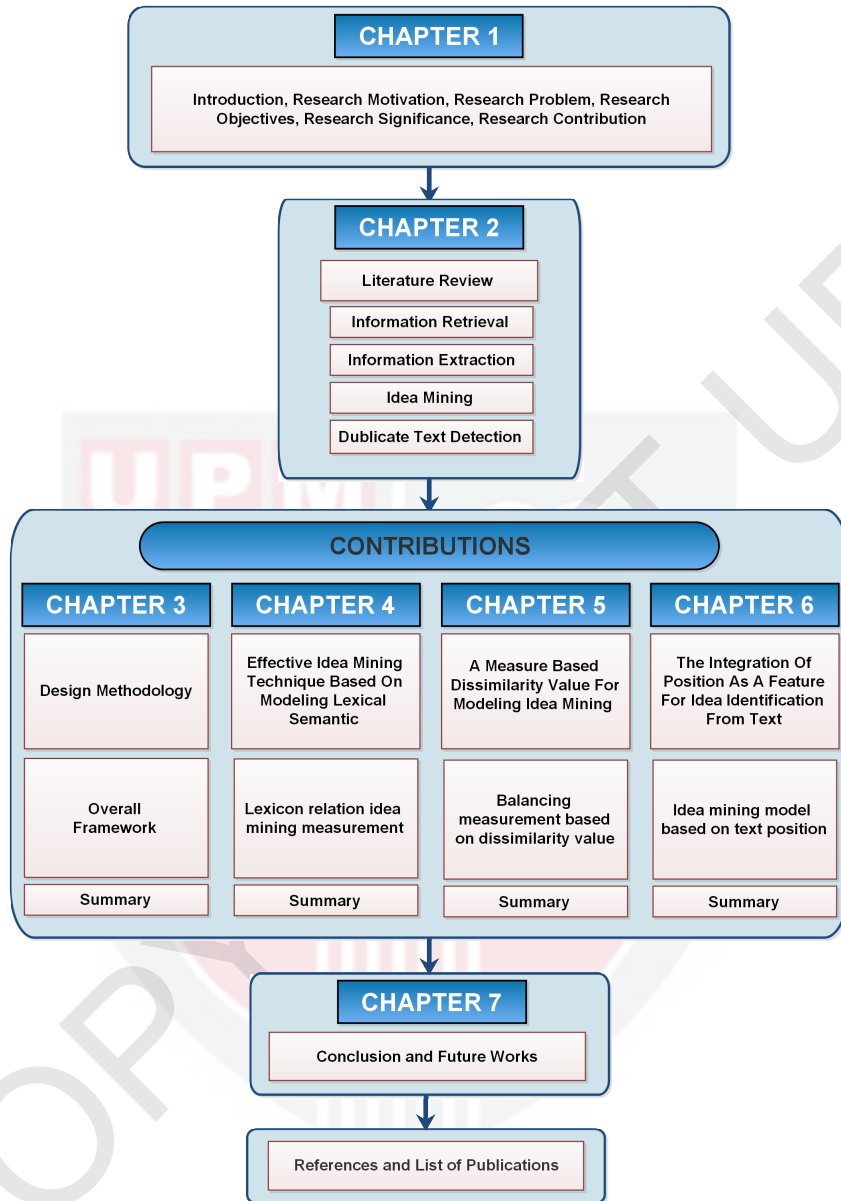 CHAPTER 1
Introduction, Research Motivation, Research Problem, Research
Objectives, Research Significance, Research Contribution
CHAPTER 2
Literature Review
Information Retrieval
Information Extraction
Idea Mining
Dublicate Text Detection
CONTRIBUTIONS
CHAPTER 3
Design Methodology
Overall
Framework
Summary
CHAPTER 4
Effective Idea Mining
Technique Based On
Modeling Lexical
Semantic
Lexicon relation idea
mining measurement
Summary
CHAPTER 5
A Measure Based
Dissimilarity Value For
Modeling Idea Mining
Balancing
measurement based
on dissimilarity value
Summary
CHAPTER 6
The Integration Of
Position As A Feature
For Idea Identification
From Text
Idea mining model
based on text position
Summary
CHAPTER 7
Conclusion and Future Works
References and List of Publications
UPM